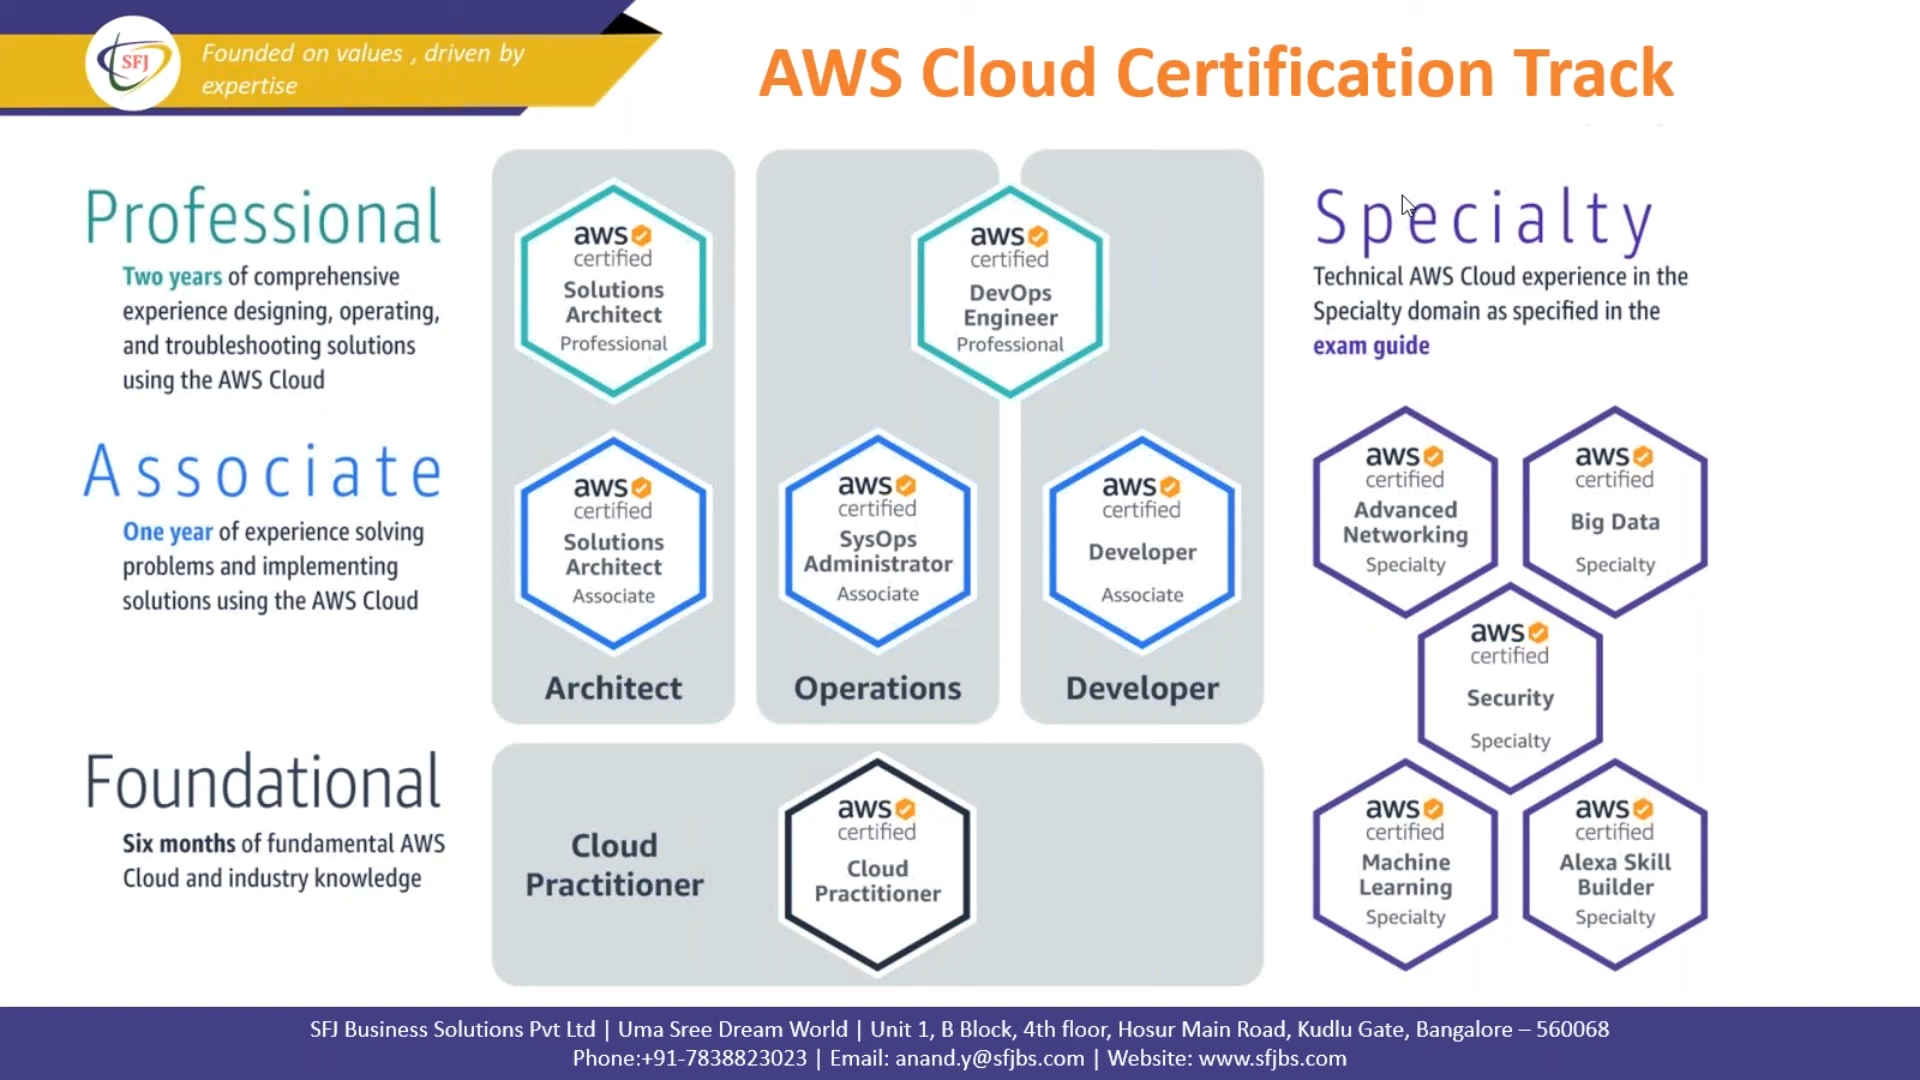 SFJ
Founded on values , driven by
expertise
AWS Cloud Certification Track
Professional
Two years of comprehensive
experience designing, operating,
and troubleshooting solutions
using the AWS Cloud
Associate
One year of experience solving
problems and implementing
solutions using the AWS Cloud
Foundational
Six months of fundamental AWS
Cloud and industry knowledge
aws
certified
Solutions
Architect
Professional
aws
certified
DevOps
Engineer
Professional
aws
certified
Solutions
Architect
Associate
aws
certified
SysOps
Administrator
Associate
aws
certified
Developer
Associate
Architect
Operations
Developer
Cloud
Practitioner
aws
certified
Cloud
Practitioner
Specialty
Technical AWS Cloud experience in the
Specialty domain as specified in the
exam guide
aws
certified
Advanced
Networking
Specialty
aws
certified
Big Data
Specialty
aws
certified
Security
Specialty
aws
certified
Machine
Learning
Specialty
aws
certified
Alexa Skill
Builder
Specialty
SFJ Business Solutions Pvt Ltd | Uma Sree Dream World | Unit 1, B Block, 4th floor, Hosur Main Road, Kudlu Gate, Bangalore – 560068
Phone:+91-7838823023 | Email: anand.y@sfjbs.com | Website: www.sfjbs.com